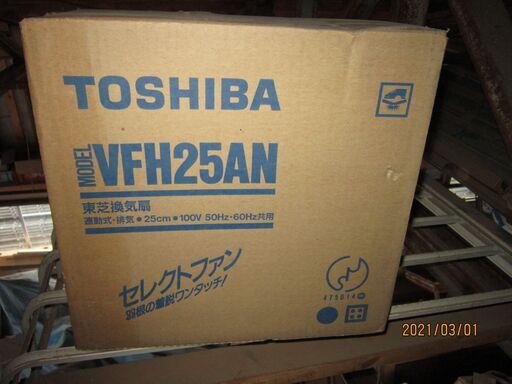 TOSHIBA
MODEL VFH25AN
東芝換気扇
連動式・排気●25cm●100V 50Hz・60Hz共用
セレクトファン
羽根の着脱ワンタッチ!
475014
2021/03/01